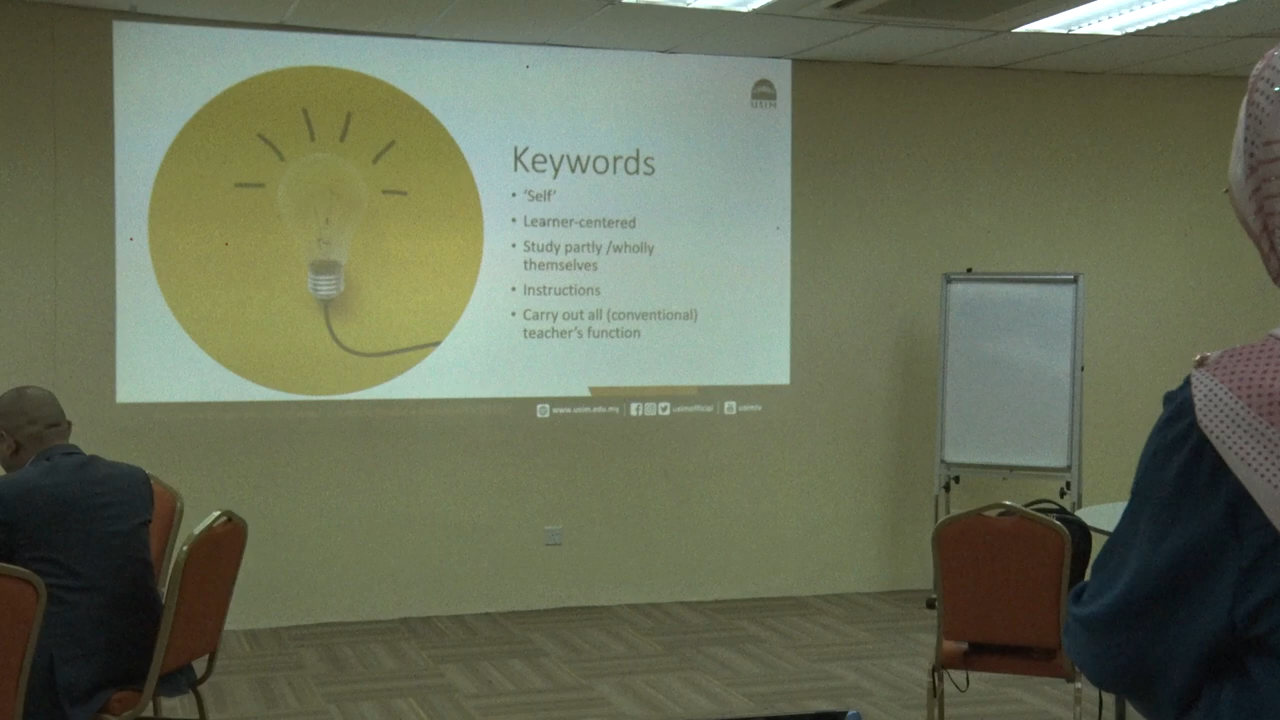 USIM
Keywords
• 'Self'
• Learner-centered
• Study partly /wholly
themselves
• Instructions
• Carry out all (conventional)
teacher's function
www.usim.edu.my
usimofficial
usimtv